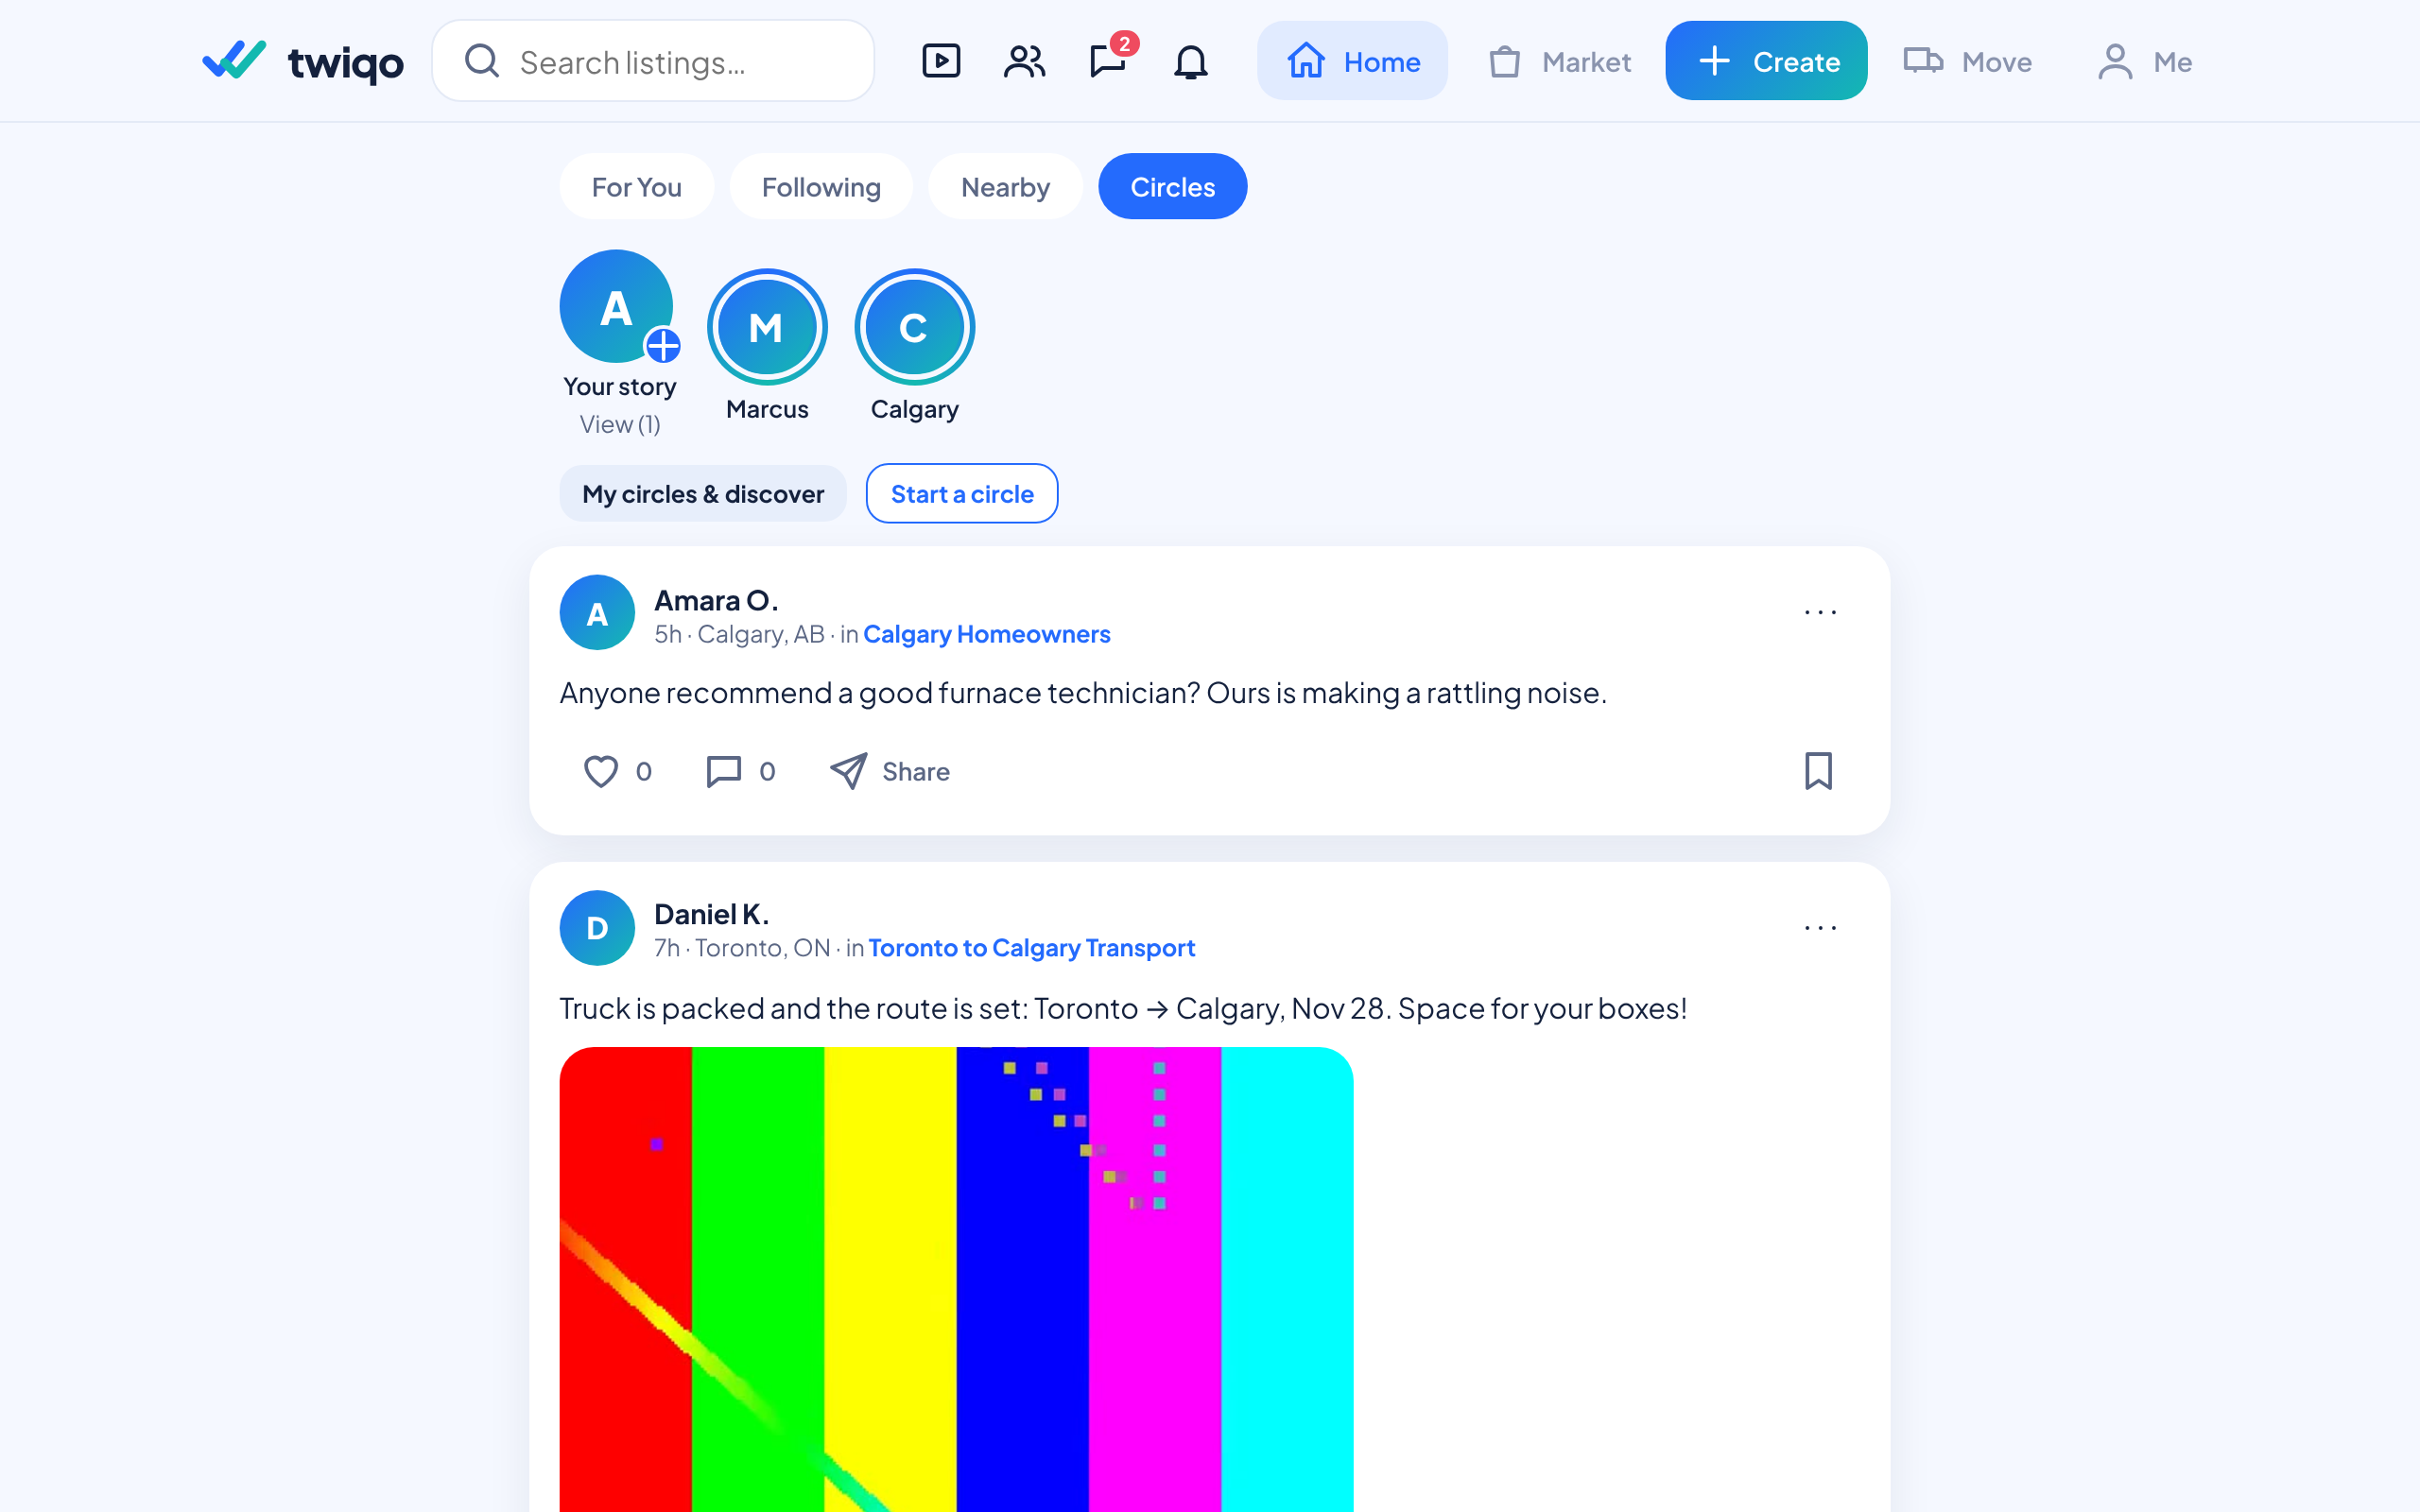 twiqo
Search listings...
2
Home
Market
Create
Move
Me
For You
Following
Nearby
Circles
A
M
C
Your story
Marcus
Calgary
View (1)
My circles & discover
Start a circle
A
Amara O.
5h · Calgary, AB · in Calgary Homeowners
Anyone recommend a good furnace technician? Ours is making a rattling noise.
0
0
Share
D
Daniel K.
7h · Toronto, ON · in Toronto to Calgary Transport
Truck is packed and the route is set: Toronto → Calgary, Nov 28. Space for your boxes!